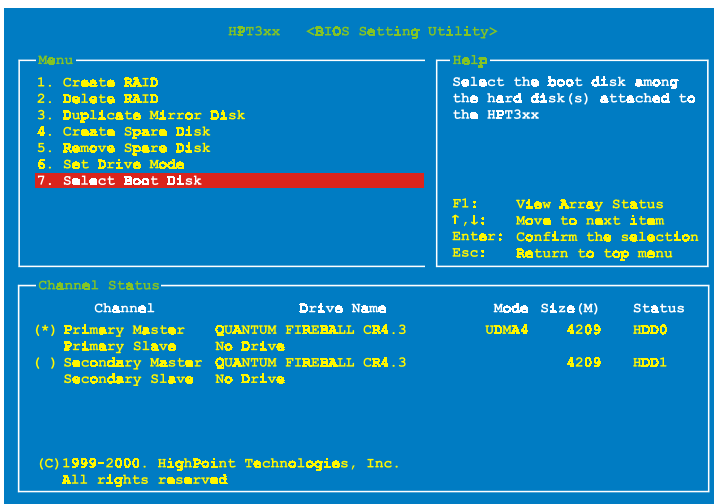 HPT3xx <BIOS Setting Utility>
Menu
1. Create RAID
2. Delete RAID
3. Duplicate Mirror Disk
4. Create Spare Disk
5. Remove Spare Disk
6. Set Drive Mode
7. Select Boot Disk
Help
Select the boot disk among
the hard disk(s) attached to
the HPT3xx
F1: View Array Status
↑,↓: Move to next item
Enter: Confirm the selection
Esc: Return to top menu
Channel Status
Channel Drive Name Mode Size(M) Status
(*) Primary Master QUANTUM FIREBALL CR4.3 UDMA4 4209 HDD0
Primary Slave No Drive
( ) Secondary Master QUANTUM FIREBALL CR4.3 4209 HDD1
Secondary Slave No Drive
(C)1999-2000. HighPoint Technologies, Inc.
All rights reserved